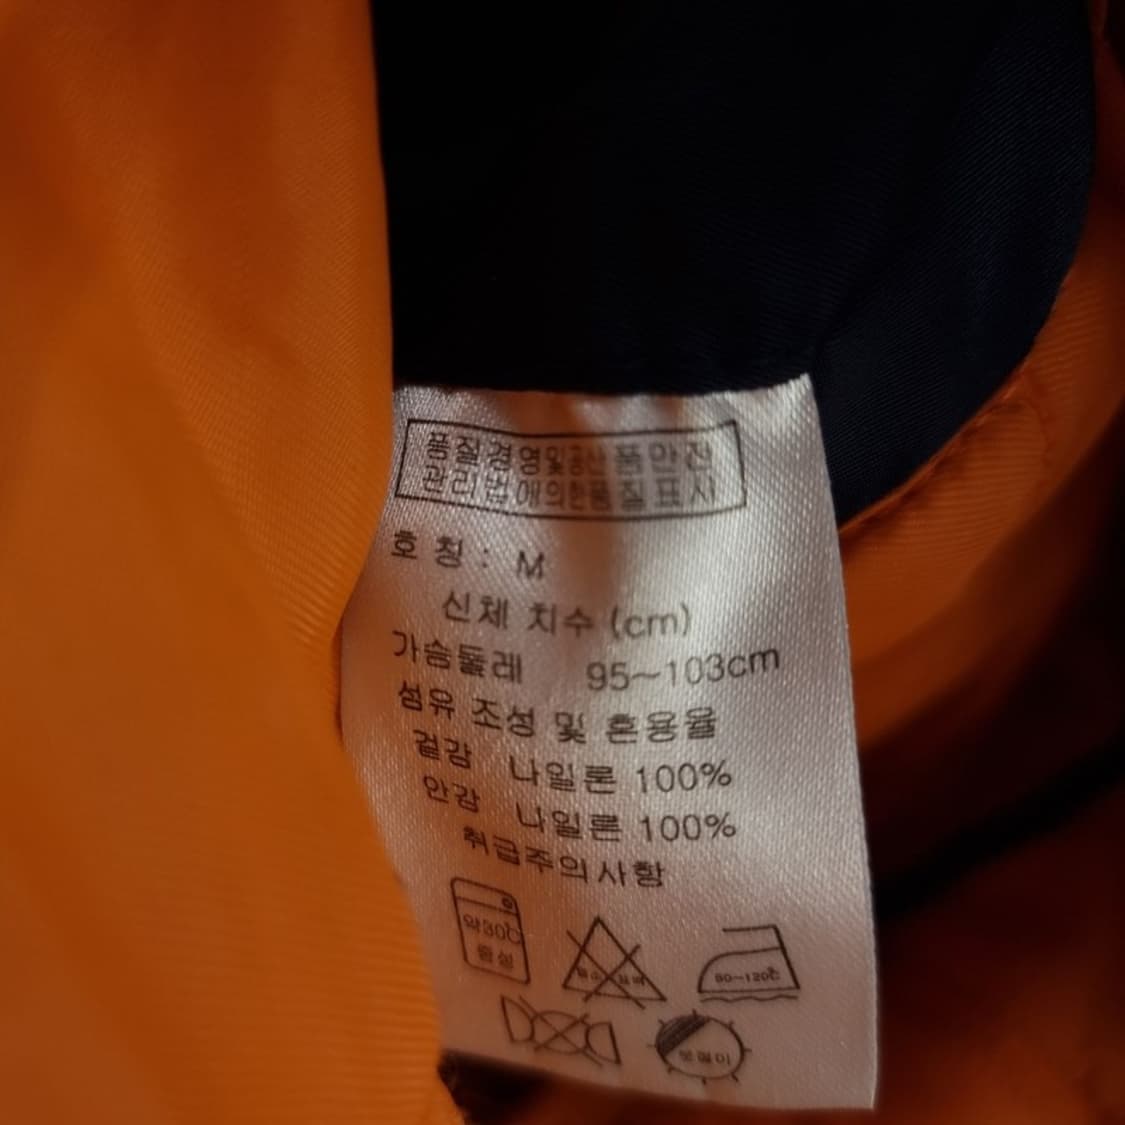 품질경영및공산품안전
관리법에의한품질표시
호 칭 : M
신체 치수 (cm)
가슴둘레 95~103cm
섬유 조성 및 혼용율
겉감 나일론 100%
안감 나일론 100%
취급주의사항
약30℃
중성
80~120℃
옷걸이